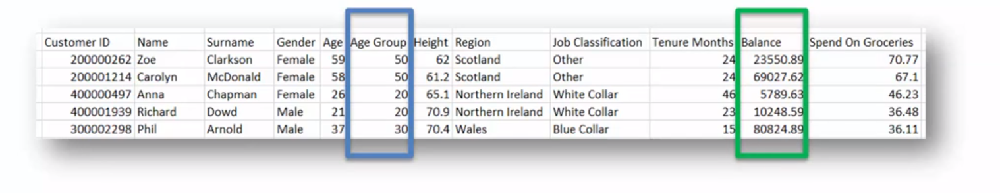 Customer ID Name Surname Gender Age Age Group Height Region Job Classification Tenure Months Balance Spend On Groceries
200000262 Zoe Clarkson Female 59 50 62 Scotland Other 24 23550.89 70.77
200001214 Carolyn McDonald Female 58 50 61.2 Scotland Other 24 69027.62 67.1
400000497 Anna Chapman Female 26 20 65.1 Northern Ireland White Collar 46 5789.63 46.23
400001939 Richard Dowd Male 21 20 70.9 Northern Ireland White Collar 23 10248.59 36.48
300002298 Phil Arnold Male 37 30 70.4 Wales Blue Collar 15 80824.89 36.11